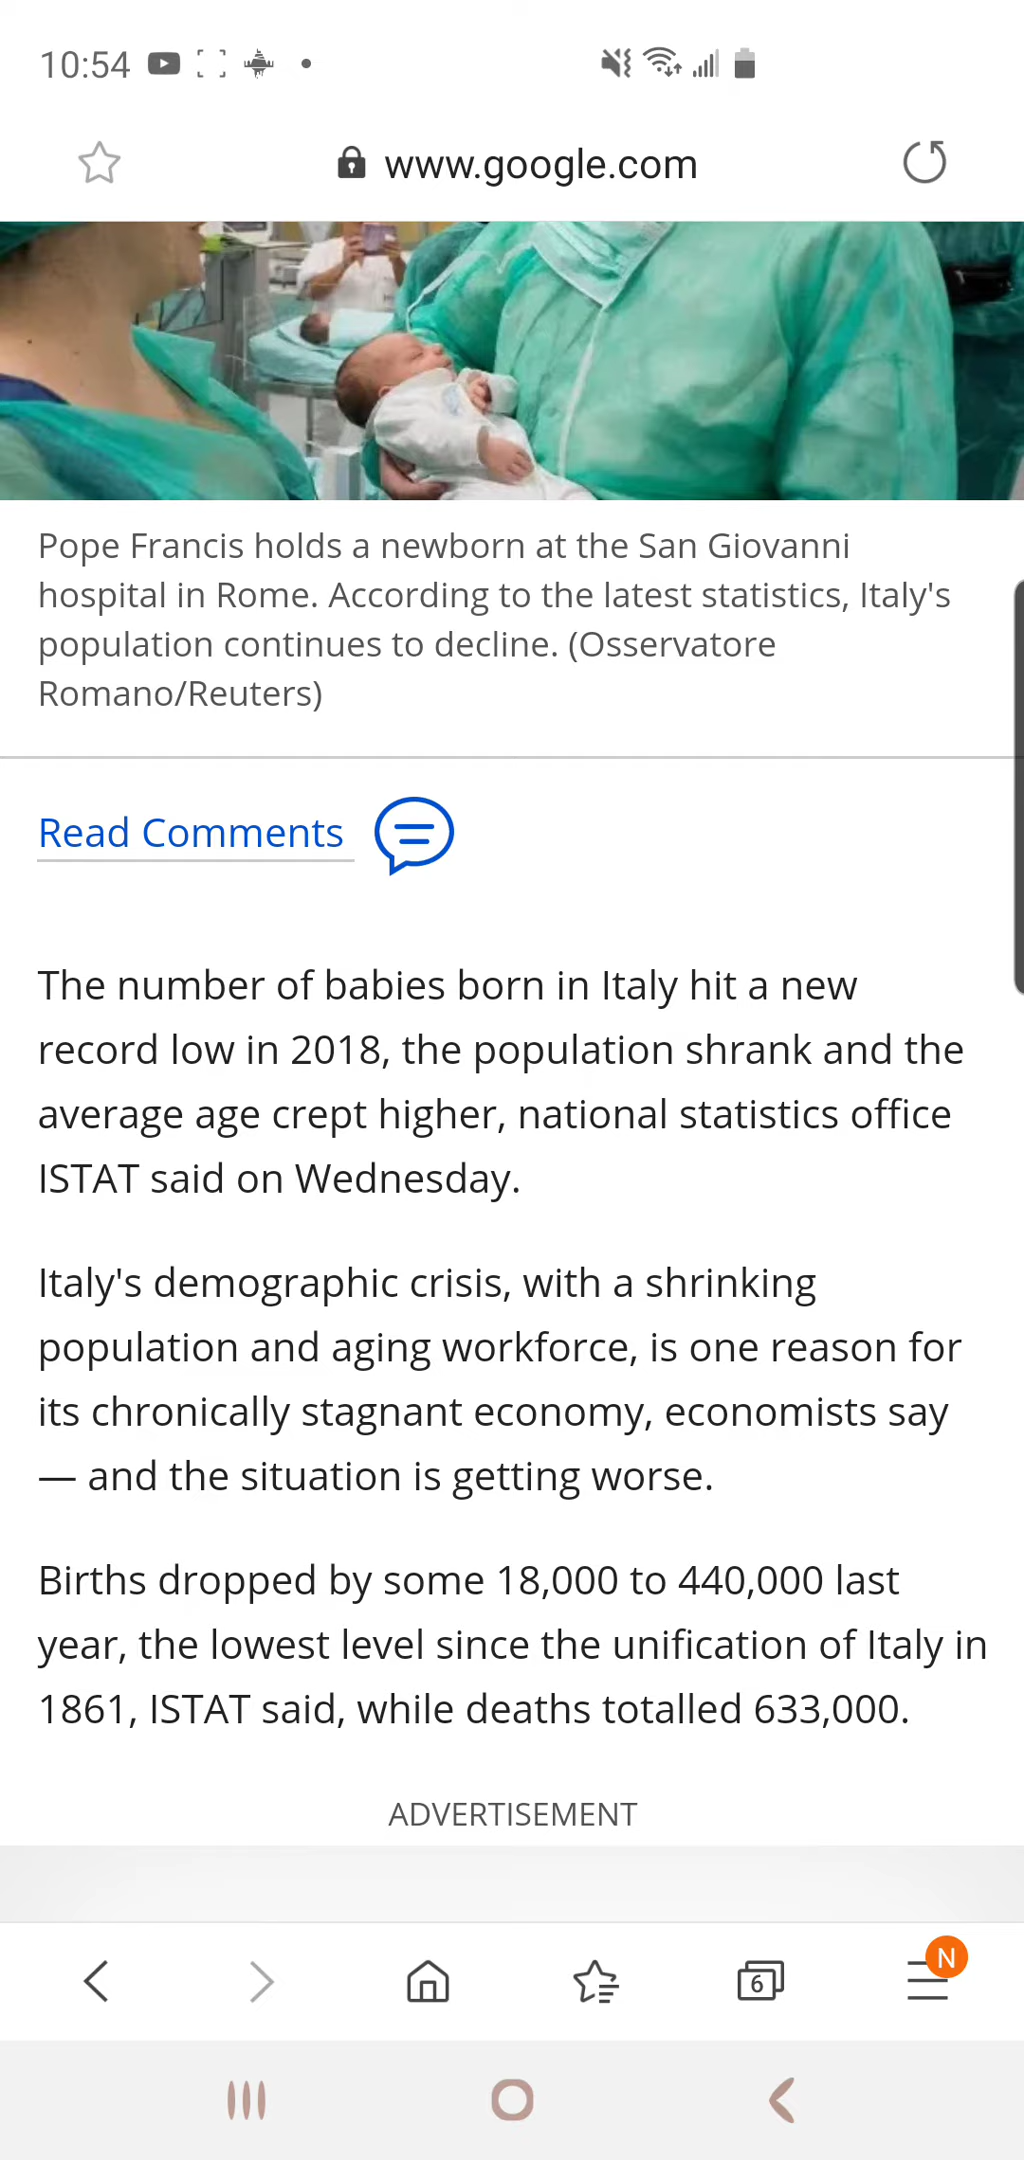 10:54
www.google.com
Pope Francis holds a newborn at the San Giovanni
hospital in Rome. According to the latest statistics, Italy's
population continues to decline. (Osservatore
Romano/Reuters)
Read Comments
The number of babies born in Italy hit a new
record low in 2018, the population shrank and the
average age crept higher, national statistics office
ISTAT said on Wednesday.
Italy's demographic crisis, with a shrinking
population and aging workforce, is one reason for
its chronically stagnant economy, economists say
— and the situation is getting worse.
Births dropped by some 18,000 to 440,000 last
year, the lowest level since the unification of Italy in
1861, ISTAT said, while deaths totalled 633,000.
ADVERTISEMENT
6
N